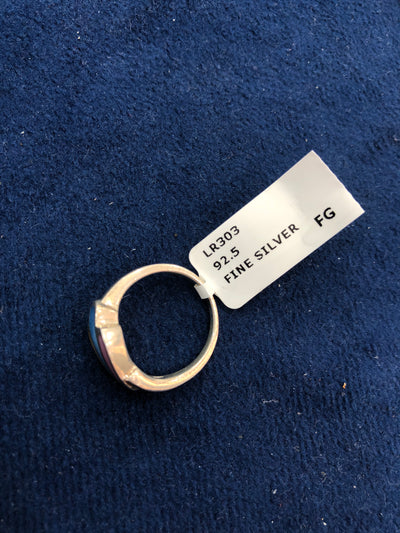 LR303
92.5
FINE SILVER
FG